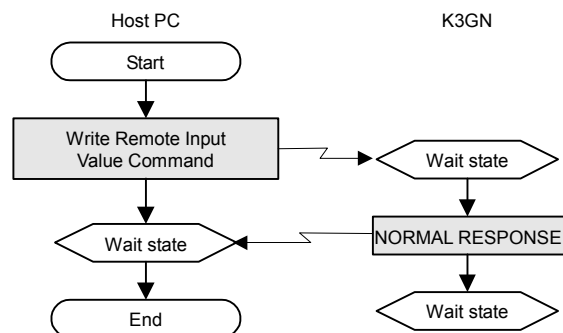 Host PC
K3GN
Start
Write Remote Input
Value Command
Wait state
Wait state
NORMAL RESPONSE
End
Wait state